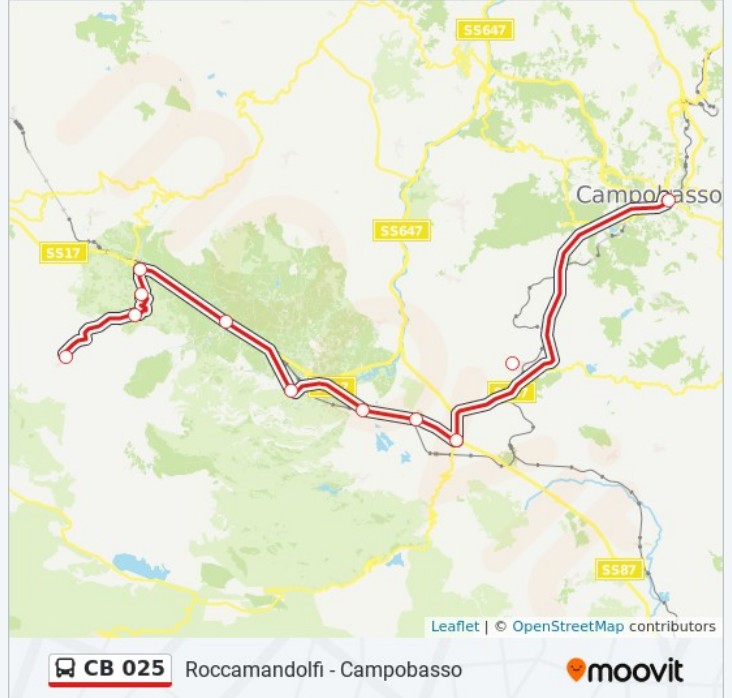 SS647
Campobasso
SS647
SS17
SS87
Leaflet | © OpenStreetMap contributors
CB 025 Roccamandolfi - Campobasso
moovit